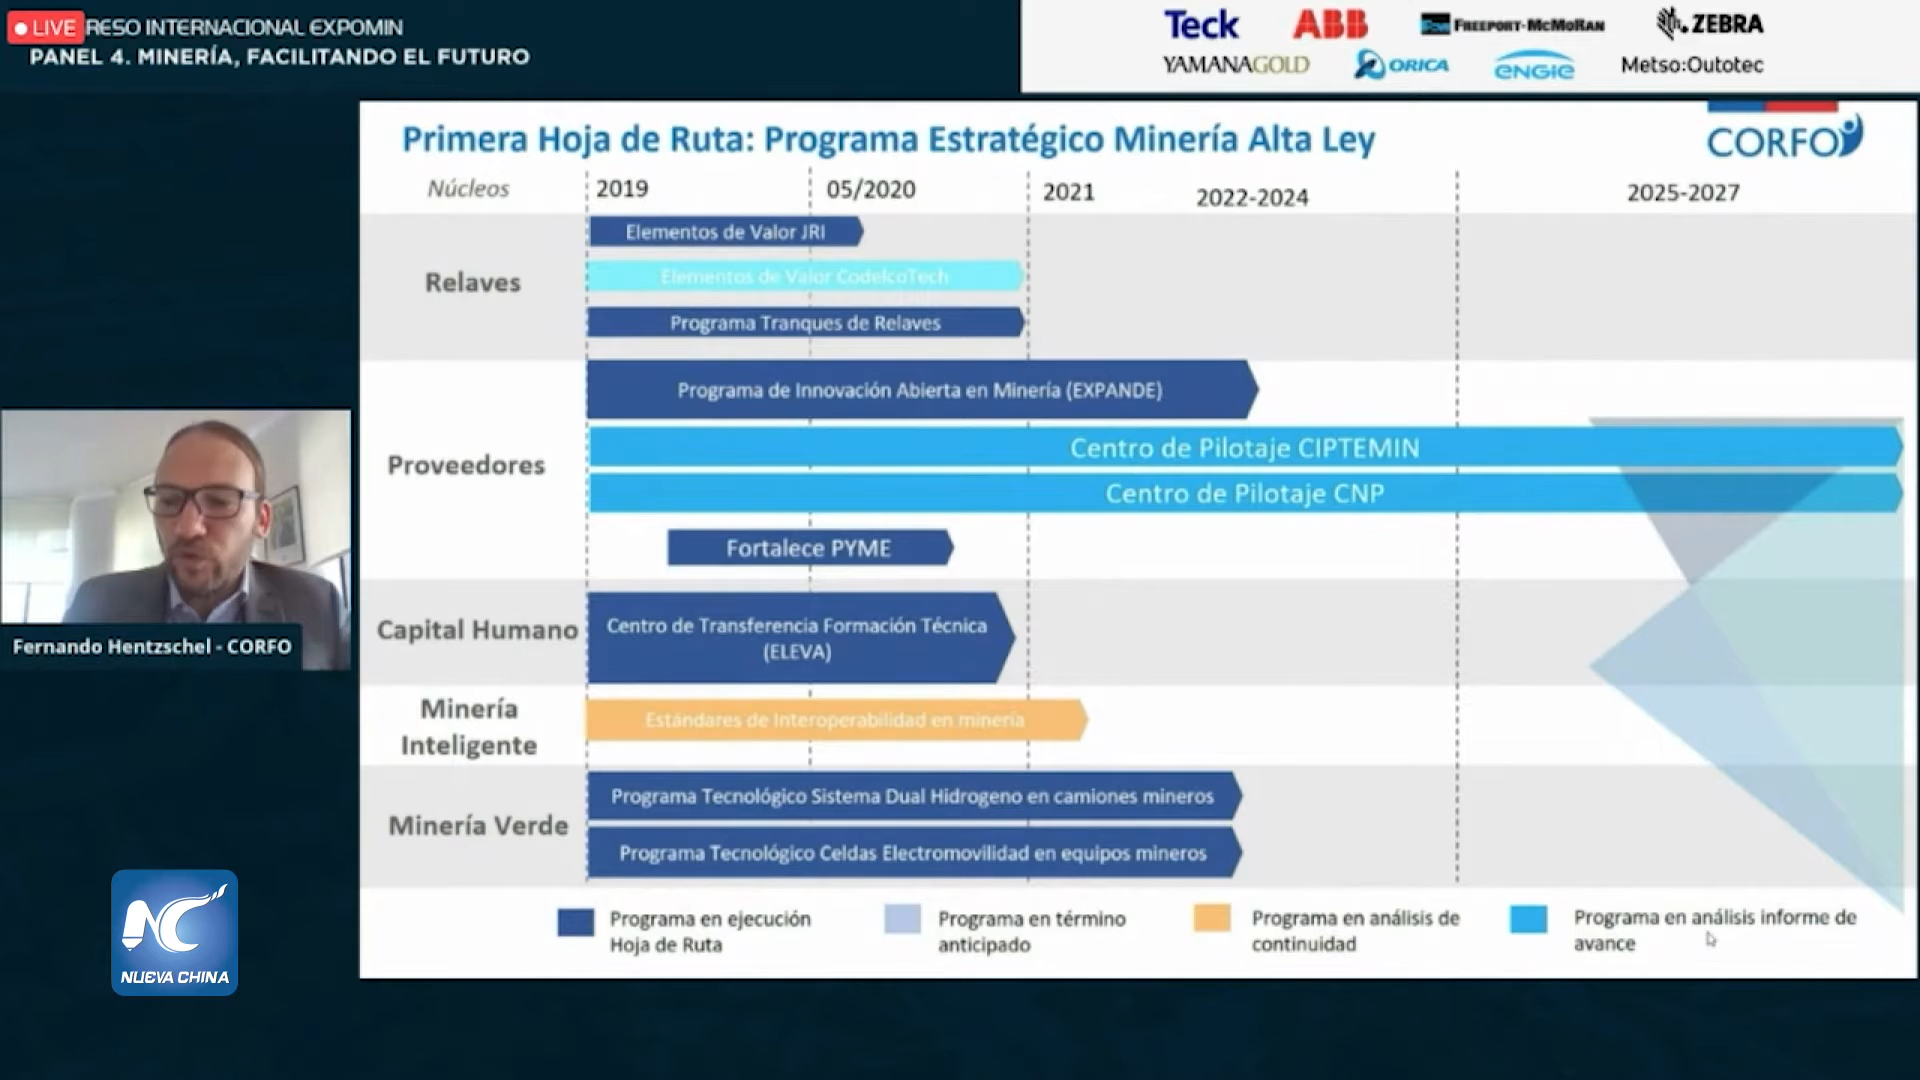 LIVE
RESO INTERNACIONAL EXPOMIN
PANEL 4. MINERÍA, FACILITANDO EL FUTURO
Teck
ABB
FREEPORT-McMoRAN
ZEBRA
YAMANAGOLD
ORICA
ENGIE
Metso:Outotec
Primera Hoja de Ruta: Programa Estratégico Minería Alta Ley
CORFO
Núcleos
2019
05/2020
2021
2022-2024
2025-2027
Relaves
Elementos de Valor JRI
Elementos de Valor CodelcoTech
Programa Tranques de Relaves
Proveedores
Programa de Innovación Abierta en Minería (EXPANDE)
Centro de Pilotaje CIPTEMIN
Centro de Pilotaje CNP
Fortalece PYME
Capital Humano
Centro de Transferencia Formación Técnica
(ELEVA)
Minería
Inteligente
Estándares de Interoperabilidad en minería
Minería Verde
Programa Tecnológico Sistema Dual Hidrogeno en camiones mineros
Programa Tecnológico Celdas Electromovilidad en equipos mineros
Programa en ejecución
Hoja de Ruta
Programa en término
anticipado
Programa en análisis de
continuidad
Programa en análisis informe de
avance
Fernando Hentzschel - CORFO
NC
NUEVA CHINA